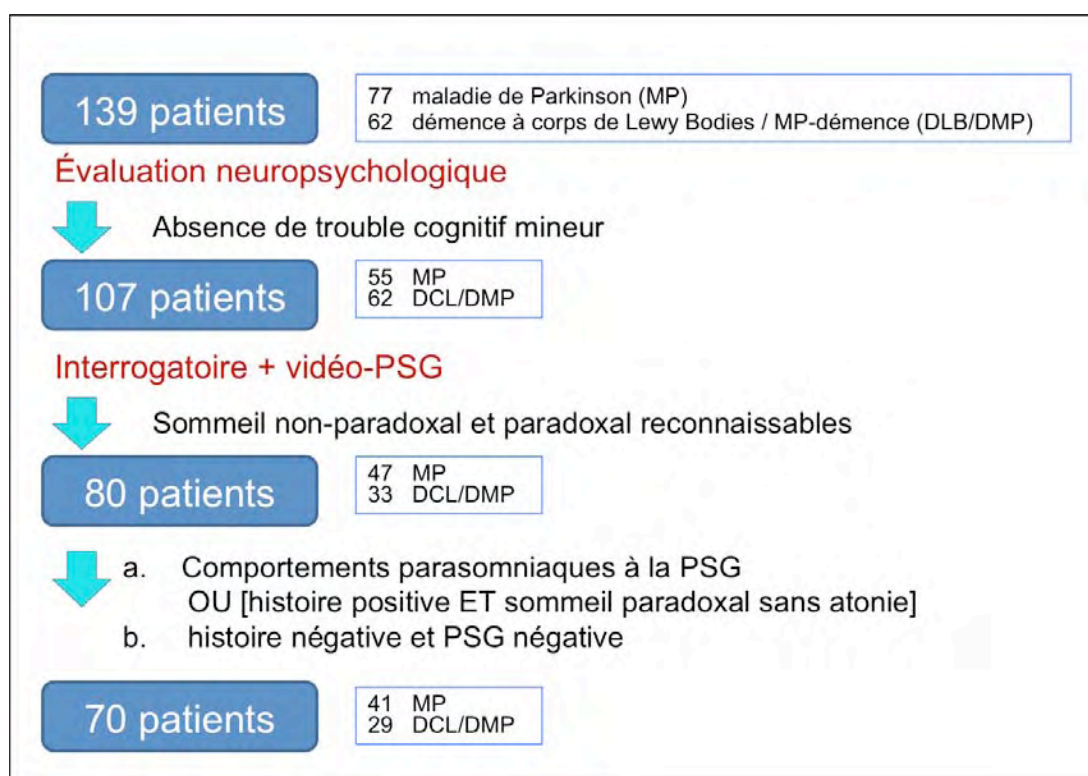 139 patients
77 maladie de Parkinson (MP)
62 démence à corps de Lewy Bodies / MP-démence (DLB/DMP)
Évaluation neuropsychologique
Absence de trouble cognitif mineur
107 patients
55 MP
62 DCL/DMP
Interrogatoire + vidéo-PSG
Sommeil non-paradoxal et paradoxal reconnaissables
80 patients
47 MP
33 DCL/DMP
a. Comportements parasomniaques à la PSG
OU [histoire positive ET sommeil paradoxal sans atonie]
b. histoire négative et PSG négative
70 patients
41 MP
29 DCL/DMP